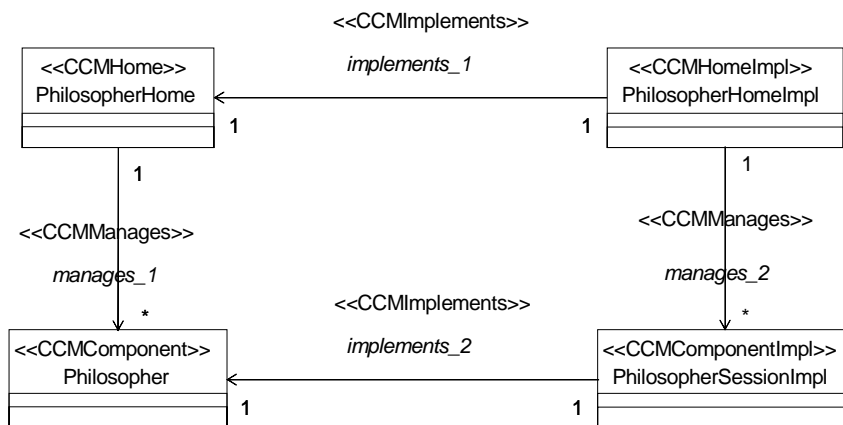 <<CCMImplements>>
implements_1
<<CCMHome>>
PhilosopherHome
<<CCMHomeImpl>>
PhilosopherHomeImpl
1
1
1
1
<<CCMManages>>
manages_1
<<CCMManages>>
manages_2
*
*
<<CCMImplements>>
implements_2
<<CCMComponent>>
Philosopher
<<CCMComponentImpl>>
PhilosopherSessionImpl
1
1